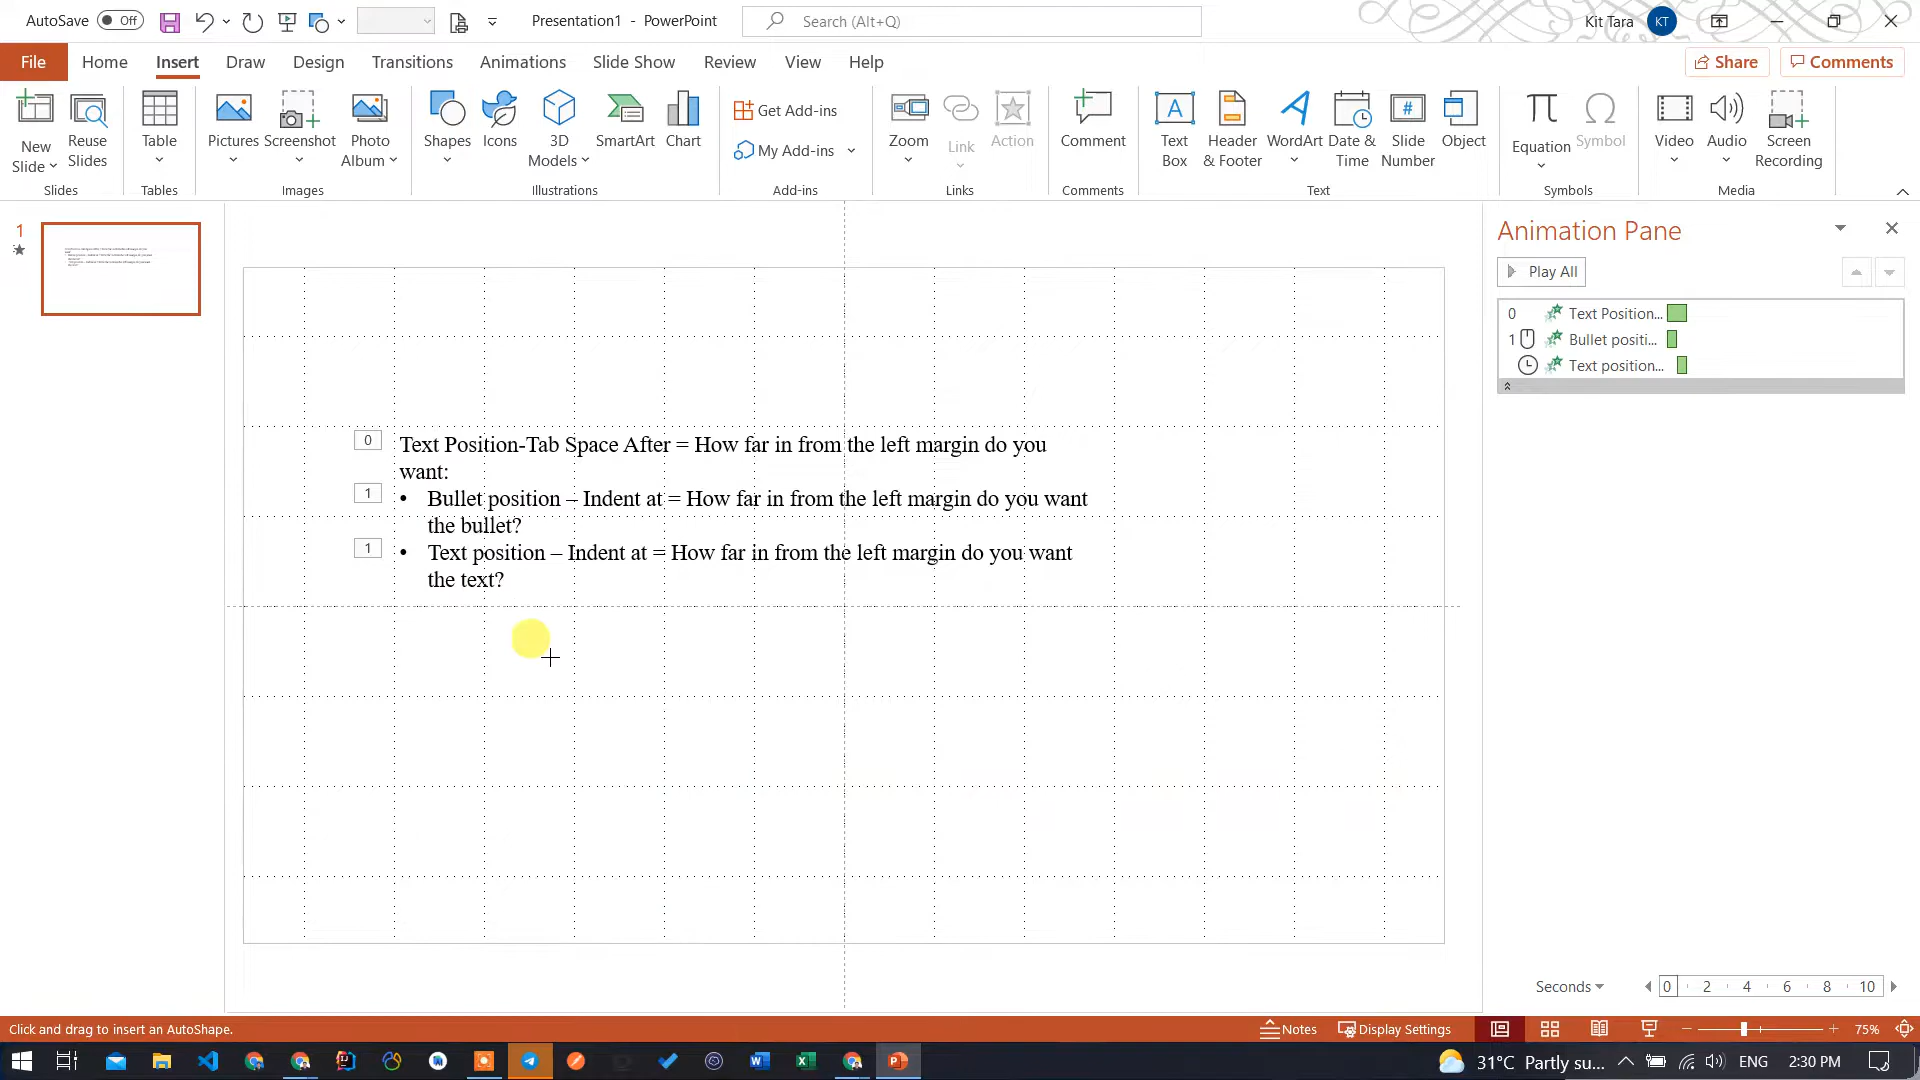 AutoSave Off Presentation1 - PowerPoint Search (Alt+Q) Kit Tara KT
File Home Insert Draw Design Transitions Animations Slide Show Review View Help Share Comments
New Slide
Reuse Slides
Slides
Table
Tables
Pictures
Screenshot
Photo Album
Images
Shapes
Icons
3D Models
SmartArt
Chart
Illustrations
Get Add-ins
My Add-ins
Add-ins
Zoom
Link
Action
Links
Comment
Comments
Text Box
Header & Footer
WordArt
Date & Time
Slide Number
Object
Text
Equation
Symbol
Symbols
Video
Audio
Screen Recording
Media
1
0 Text Position-Tab Space After = How far in from the left margin do you
want:
1 • Bullet position – Indent at = How far in from the left margin do you want
the bullet?
1 • Text position – Indent at = How far in from the left margin do you want
the text?
Animation Pane
Play All
0 Text Position...
1 Bullet positi...
Text position...
Seconds 0 2 4 6 8 10
Click and drag to insert an AutoShape. Notes Display Settings 75%
31°C Partly su... ENG 2:30 PM